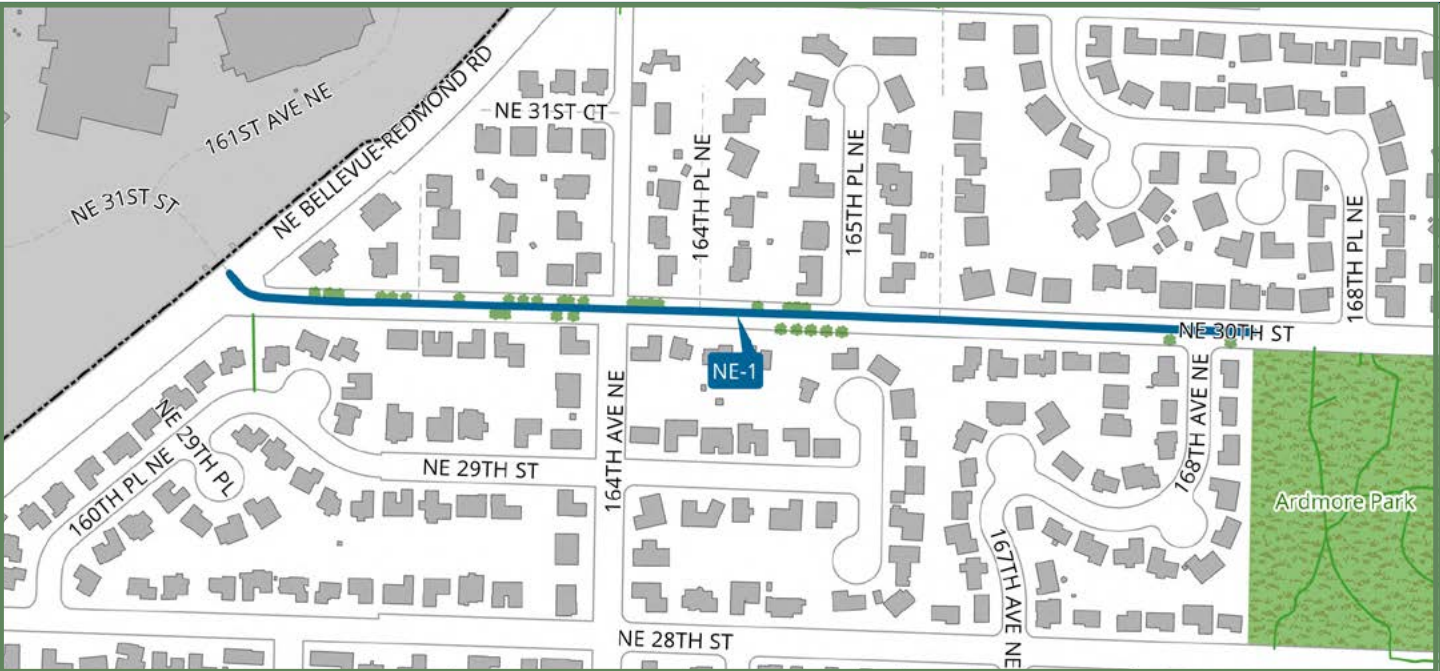 161ST AVE NE
NE BELLEVUE-REDMOND RD
NE 31ST CT
NE 31ST ST
164TH PL NE
165TH PL NE
168TH PL NE
NE 30TH ST
NE-1
164TH AVE NE
168TH AVE NE
NE 29TH PL
NE 29TH ST
160TH PL NE
Ardmore Park
167TH AVE NE
NE 28TH ST